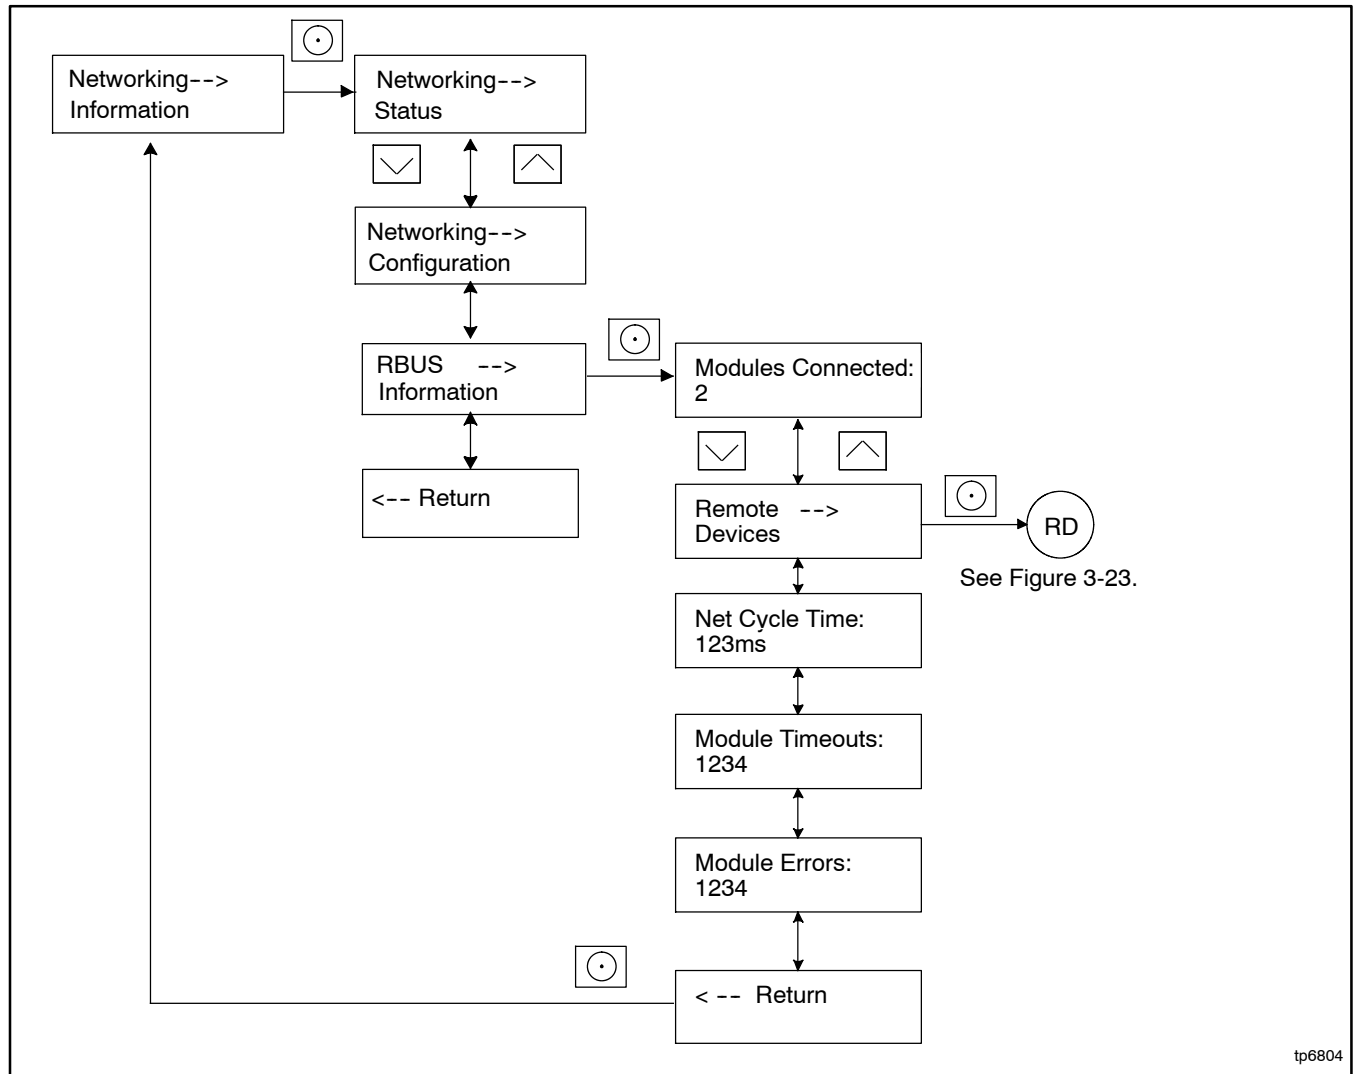 Networking-->
Information
Networking-->
Status
Networking-->
Configuration
RBUS -->
Information
<-- Return
Modules Connected:
2
Remote -->
Devices
RD
See Figure 3-23.
Net Cycle Time:
123ms
Module Timeouts:
1234
Module Errors:
1234
< -- Return
tp6804